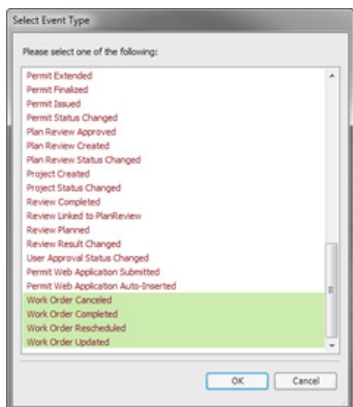 Select Event Type
Please select one of the following:
Permit Extended
Permit Finalized
Permit Issued
Permit Status Changed
Plan Review Approved
Plan Review Created
Plan Review Status Changed
Project Created
Project Status Changed
Review Completed
Review Linked to PlanReview
Review Planned
Review Result Changed
User Approval Status Changed
Permit Web Application Submitted
Permit Web Application Auto-Inserted
Work Order Canceled
Work Order Completed
Work Order Rescheduled
Work Order Updated
OK Cancel